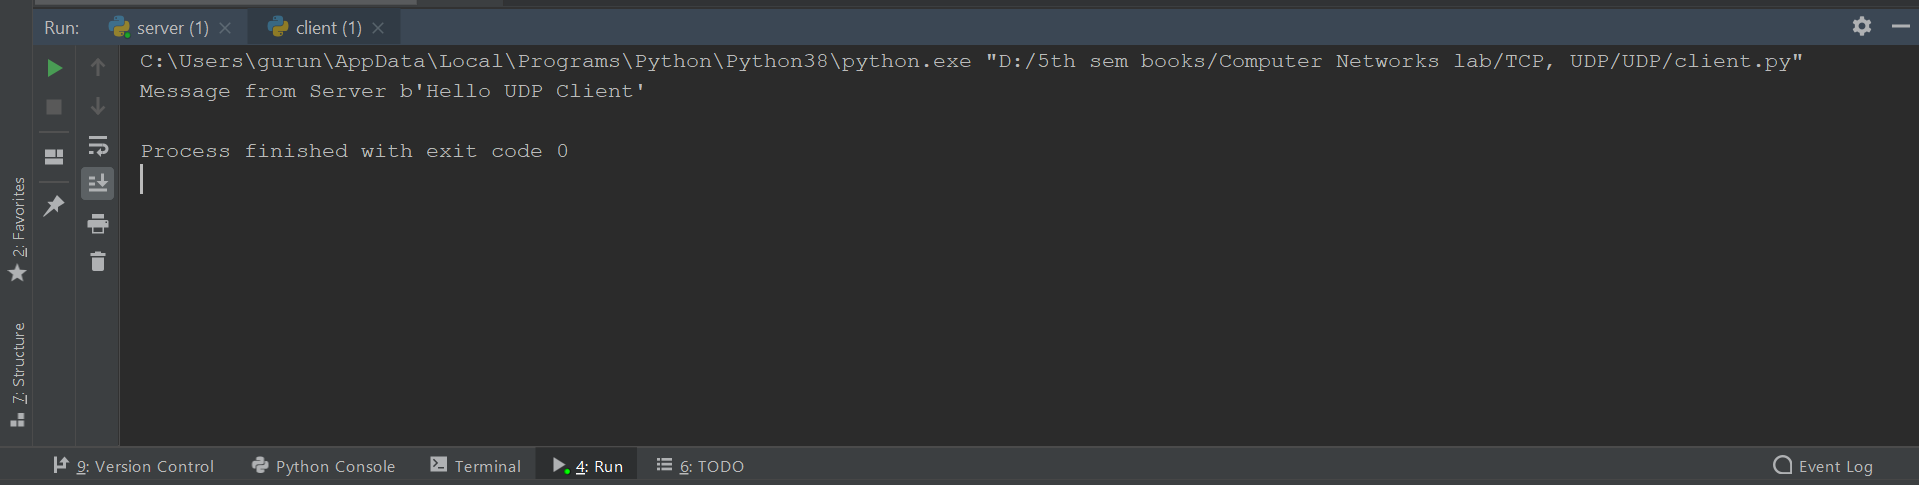 Run: server (1) client (1)
C:\Users\gurun\AppData\Local\Programs\Python\Python38\python.exe "D:/5th sem books/Computer Networks lab/TCP, UDP/UDP/client.py"
Message from Server b'Hello UDP Client'
Process finished with exit code 0
2: Favorites
7: Structure
9: Version Control Python Console Terminal 4: Run 6: TODO Event Log